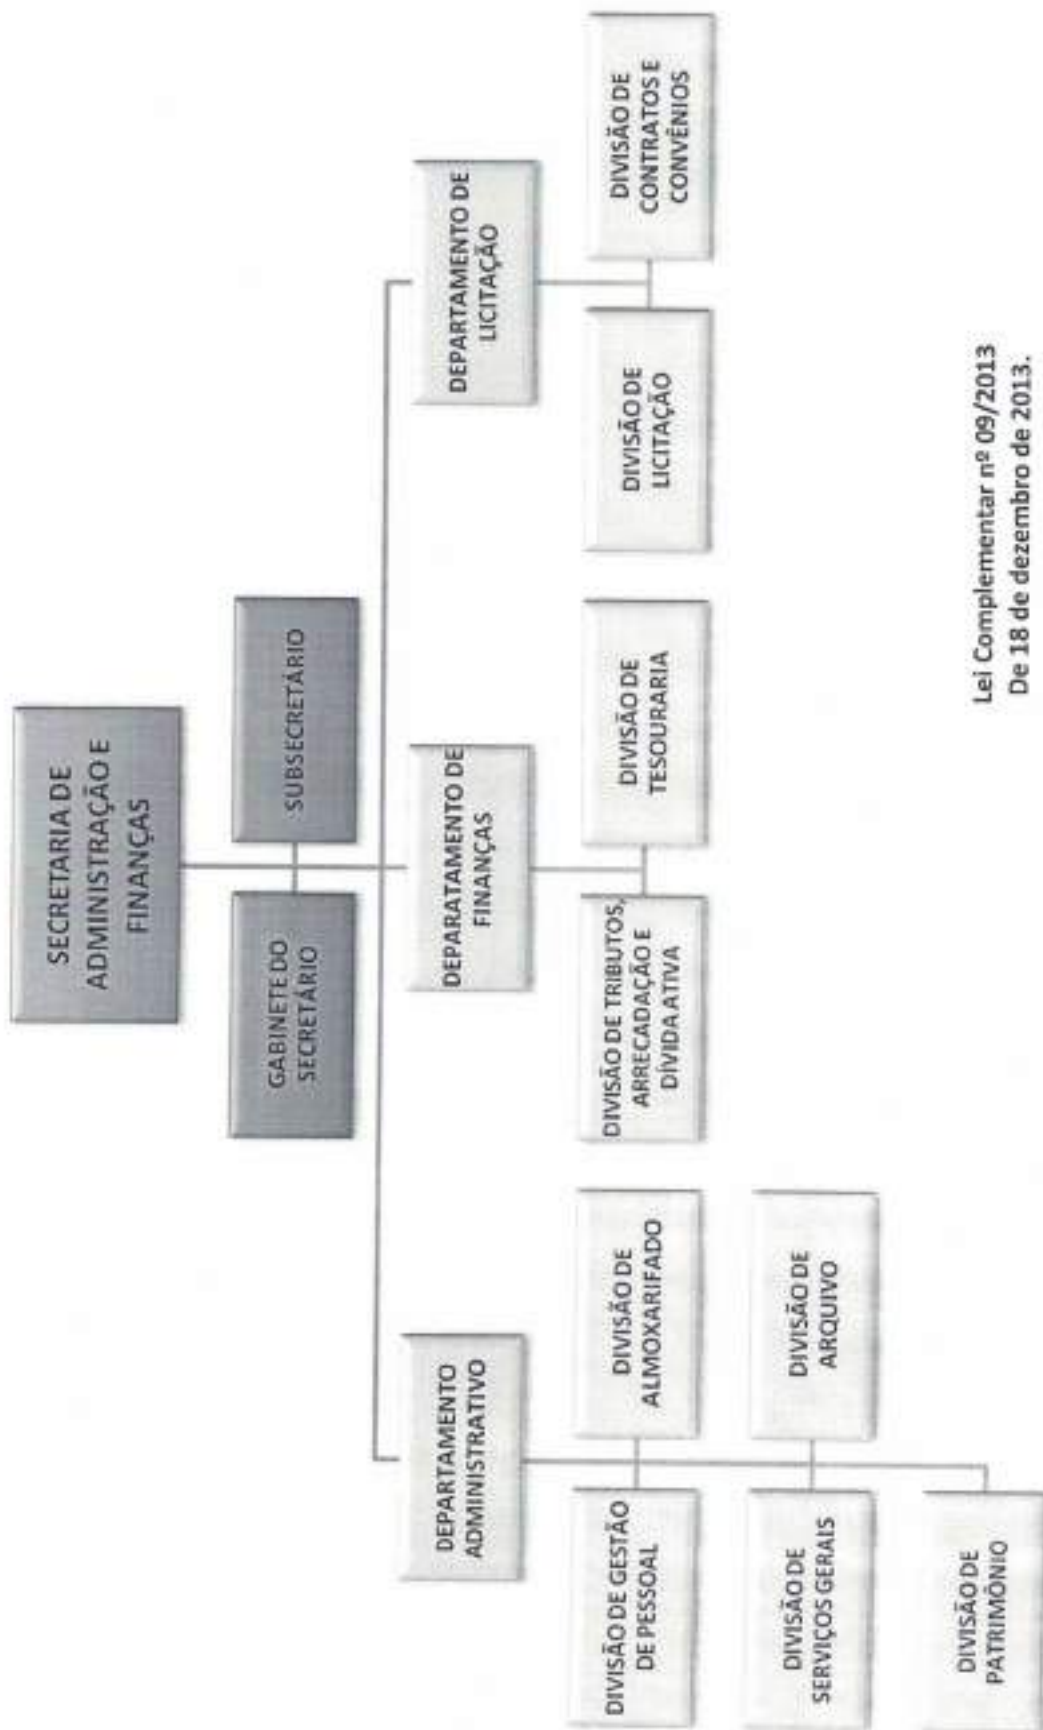 SECRETARIA DE
ADMINISTRAÇÃO E
FINANÇAS
GABINETE DO
SECRETÁRIO
SUBSECRETÁRIO
DEPARTAMENTO
ADMINISTRATIVO
DEPARATAMENTO DE
FINANÇAS
DEPARTAMENTO DE
LICITAÇÃO
DIVISÃO DE GESTÃO
DE PESSOAL
DIVISÃO DE
ALMOXARIFADO
DIVISÃO DE
SERVIÇOS GERAIS
DIVISÃO DE
ARQUIVO
DIVISÃO DE
PATRIMÔNIO
DIVISÃO DE TRIBUTOS,
ARRECADAÇÃO E
DÍVIDA ATIVA
DIVISÃO DE
TESOURARIA
DIVISÃO DE
LICITAÇÃO
DIVISÃO DE
CONTRATOS E
CONVÊNIOS
Lei Complementar nº 09/2013
De 18 de dezembro de 2013.